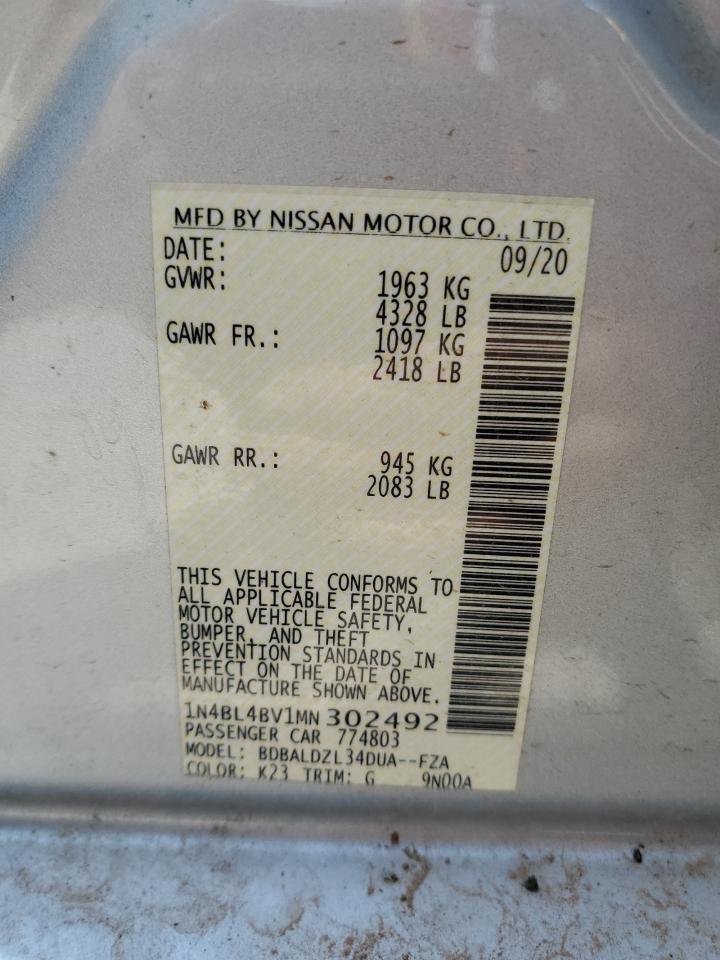 MFD BY NISSAN MOTOR CO., LTD.
DATE: 09/20
GVWR: 1963 KG
4328 LB
GAWR FR.: 1097 KG
2418 LB
GAWR RR.: 945 KG
2083 LB
THIS VEHICLE CONFORMS TO
ALL APPLICABLE FEDERAL
MOTOR VEHICLE SAFETY,
BUMPER, AND THEFT
PREVENTION STANDARDS IN
EFFECT ON THE DATE OF
MANUFACTURE SHOWN ABOVE.
1N4BL4BV1MN302492
PASSENGER CAR 774803
MODEL: BDBALDZL34DUA--FZA
COLOR: K23 TRIM: G 9N00A